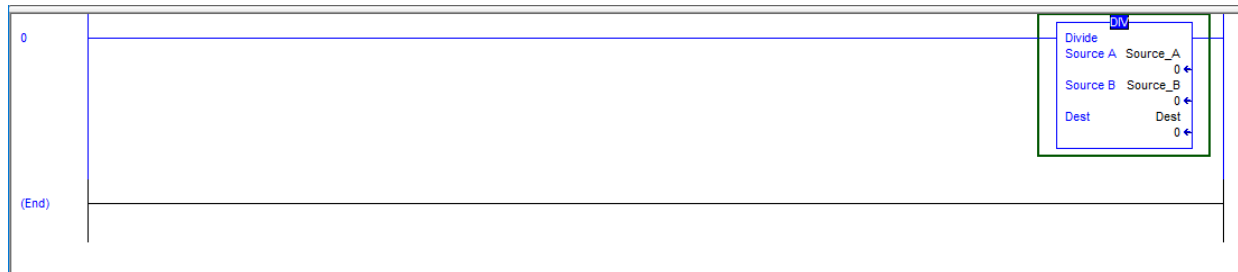 DIV
0
Divide
Source A Source_A
0
Source B Source_B
0
Dest Dest
0
(End)